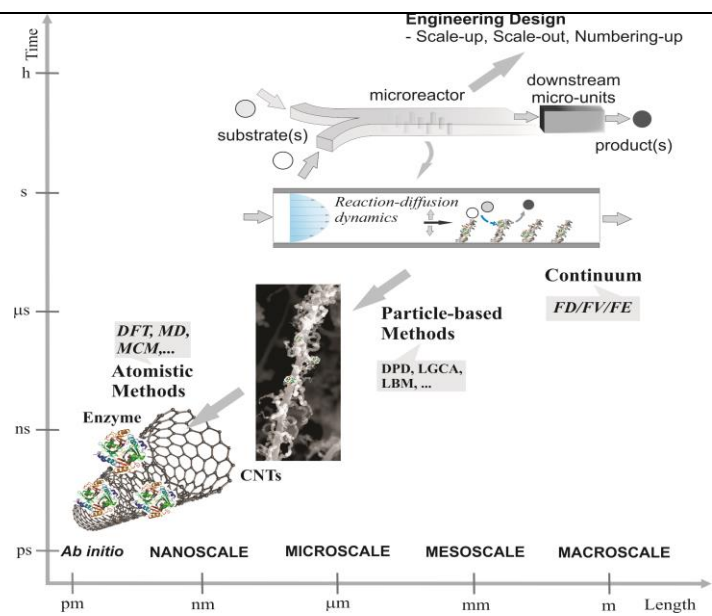 Engineering Design
- Scale-up, Scale-out, Numbering-up
Time
h
microreactor
downstream
micro-units
substrate(s)
product(s)
s
Reaction-diffusion
dynamics
Continuum
FD/FV/FE
μs
Particle-based
Methods
DPD, LGCA,
LBM, ...
DFT, MD,
MCM,...
Atomistic
Methods
Enzyme
ns
CNTs
ps
Ab initio NANOSCALE MICROSCALE MESOSCALE MACROSCALE
pm nm μm mm m Length